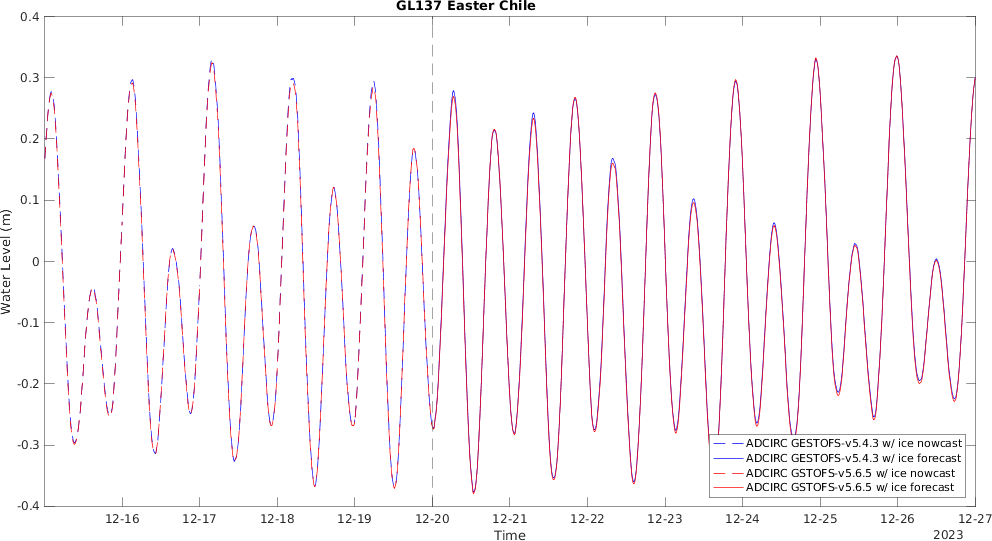 GL137 Easter Chile
0.4
0.3
0.2
0.1
0
-0.1
-0.2
-0.3
-0.4
Water Level (m)
12-16 12-17 12-18 12-19 12-20 12-21 12-22 12-23 12-24 12-25 12-26 12-27
Time
2023
ADCIRC GESTOFS-v5.4.3 w/ ice nowcast
ADCIRC GESTOFS-v5.4.3 w/ ice forecast
ADCIRC GSTOFS-v5.6.5 w/ ice nowcast
ADCIRC GSTOFS-v5.6.5 w/ ice forecast